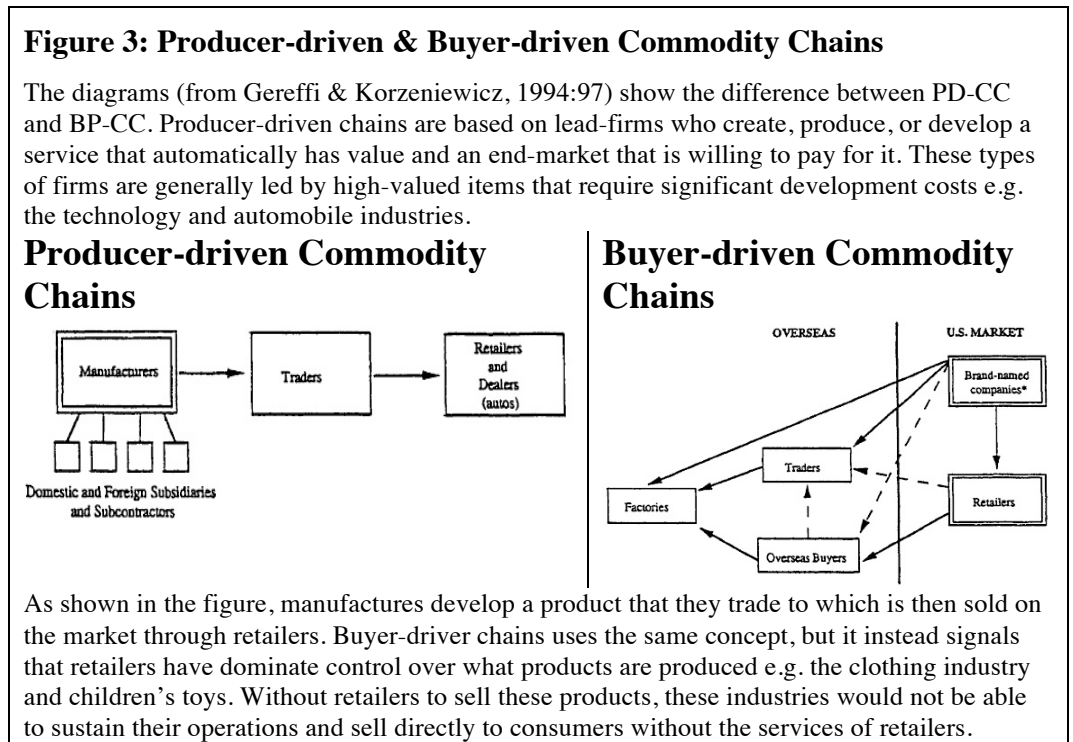 Figure 3: Producer-driven & Buyer-driven Commodity Chains
The diagrams (from Gereffi & Korzeniewicz, 1994:97) show the difference between PD-CC
and BP-CC. Producer-driven chains are based on lead-firms who create, produce, or develop a
service that automatically has value and an end-market that is willing to pay for it. These types
of firms are generally led by high-valued items that require significant development costs e.g.
the technology and automobile industries.
Producer-driven Commodity
Chains
Manufacturers
Traders
Retailers
and
Dealers
(autos)
Domestic and Foreign Subsidiaries
and Subcontractors
Buyer-driven Commodity
Chains
OVERSEAS
U.S. MARKET
Brand-named
companies*
Traders
Factories
Retailers
Overseas Buyers
As shown in the figure, manufactures develop a product that they trade to which is then sold on
the market through retailers. Buyer-driver chains uses the same concept, but it instead signals
that retailers have dominate control over what products are produced e.g. the clothing industry
and children's toys. Without retailers to sell these products, these industries would not be able
to sustain their operations and sell directly to consumers without the services of retailers.